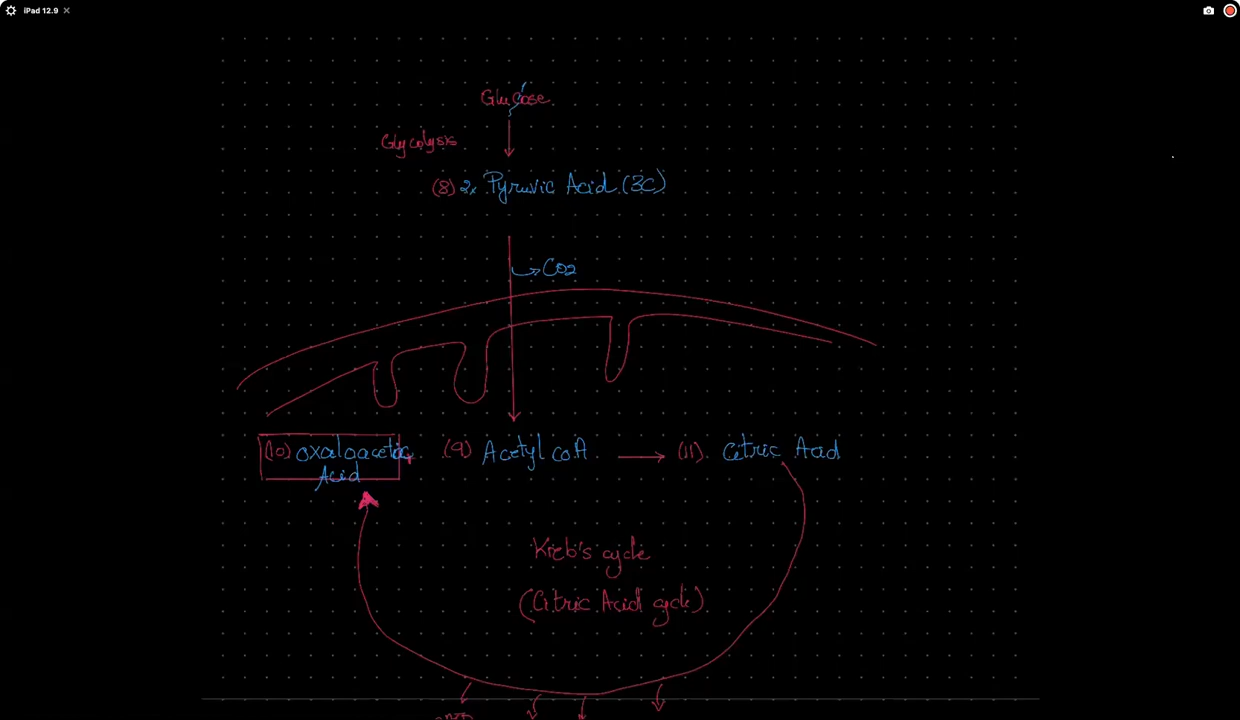 iPad 12.9
Glucose
Glycolysis
(8) 2x Pyruvic Acid (3C)
CO2
(10) oxaloacetic
Acid
(9) Acetyl coA
(11). Citric Acid
Kreb's cycle
(Citric Acid cycle)